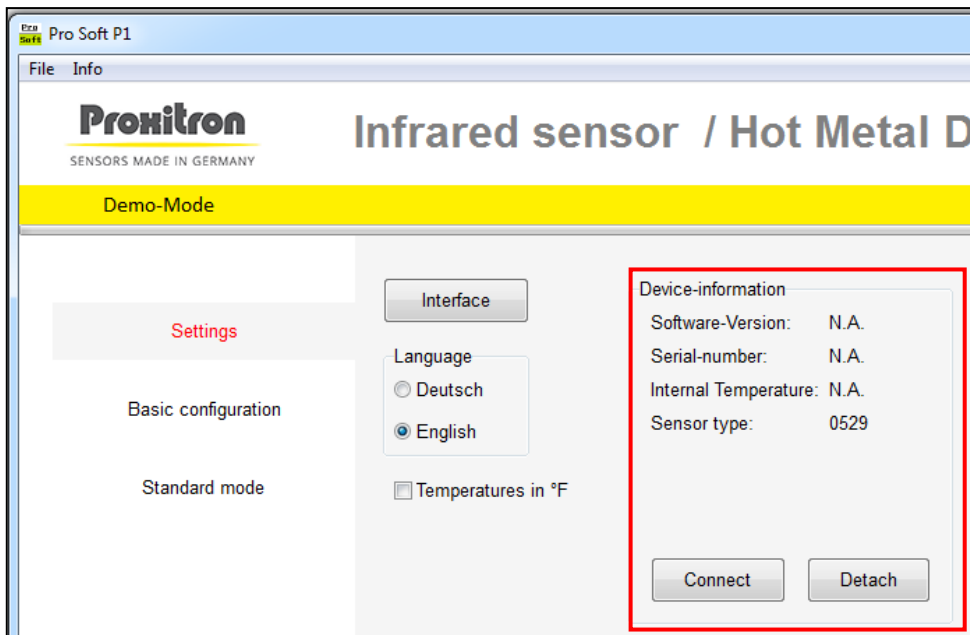 Pro Soft
Pro Soft P1
File Info
Proxitron
SENSORS MADE IN GERMANY
Infrared sensor / Hot Metal D
Demo-Mode
Settings
Basic configuration
Standard mode
Interface
Language
Deutsch
English
Temperatures in °F
Device-information
Software-Version: N.A.
Serial-number: N.A.
Internal Temperature: N.A.
Sensor type: 0529
Connect Detach